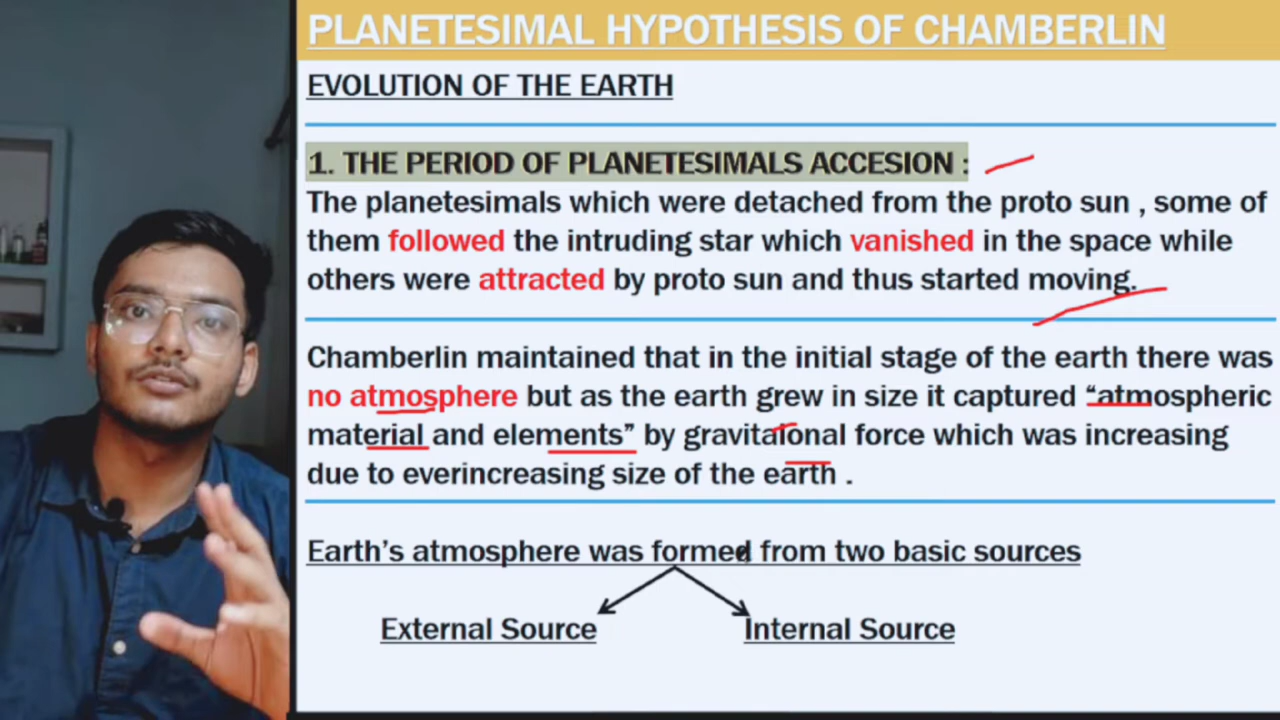 PLANETESIMAL HYPOTHESIS OF CHAMBERLIN
EVOLUTION OF THE EARTH
1. THE PERIOD OF PLANETESIMALS ACCESION :
The planetesimals which were detached from the proto sun , some of
them followed the intruding star which vanished in the space while
others were attracted by proto sun and thus started moving.
Chamberlin maintained that in the initial stage of the earth there was
no atmosphere but as the earth grew in size it captured “atmospheric
material and elements” by gravitaional force which was increasing
due to everincreasing size of the earth .
Earth’s atmosphere was formed from two basic sources
External Source
Internal Source